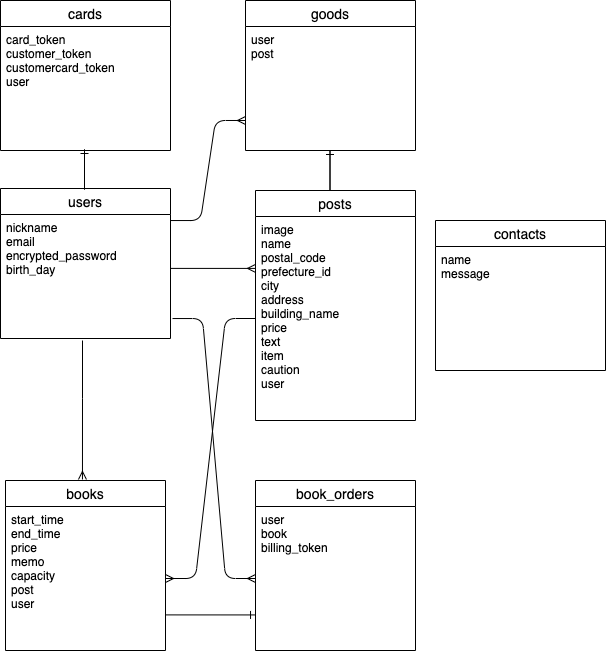 cards
card_token
customer_token
customercard_token
user
goods
user
post
users
nickname
email
encrypted_password
birth_day
posts
image
name
postal_code
prefecture_id
city
address
building_name
price
text
item
caution
user
contacts
name
message
books
start_time
end_time
price
memo
capacity
post
user
book_orders
user
book
billing_token